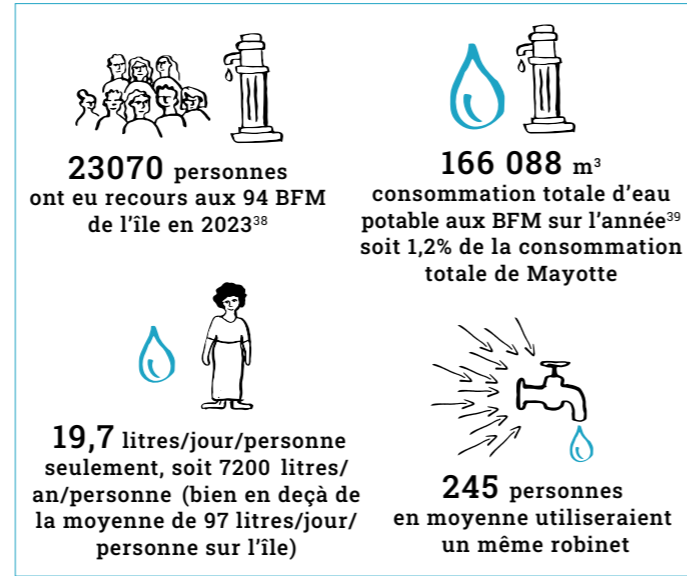 23070 personnes
ont eu recours aux 94 BFM
de l’île en 2023³⁸
166 088 m³
consommation totale d’eau
potable aux BFM sur l’année³⁹
soit 1,2% de la consommation
totale de Mayotte
19,7 litres/jour/personne
seulement, soit 7200 litres/
an/personne (bien en deçà de
la moyenne de 97 litres/jour/
personne sur l’île)
245 personnes
en moyenne utiliseraient
un même robinet